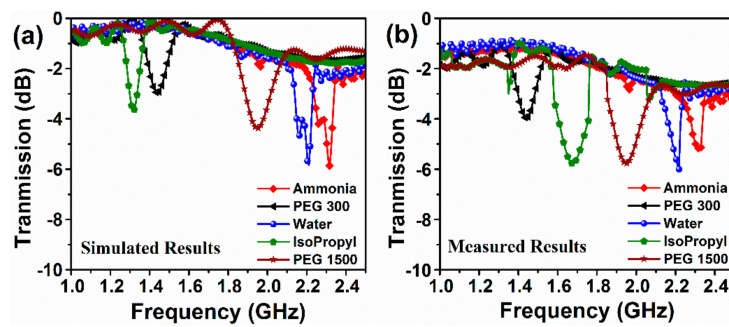 (a)
Tranmission (dB)
0
-2
-4
-6
-8
-10
Ammonia
PEG 300
Water
IsoPropyl
PEG 1500
Simulated Results
1.0 1.2 1.4 1.6 1.8 2.0 2.2 2.4
Frequency (GHz)
(b)
Tranmission (dB)
0
-2
-4
-6
-8
-10
Ammonia
PEG 300
Water
IsoPropyl
PEG 1500
Measured Results
1.0 1.2 1.4 1.6 1.8 2.0 2.2 2.4
Frequency (GHz)